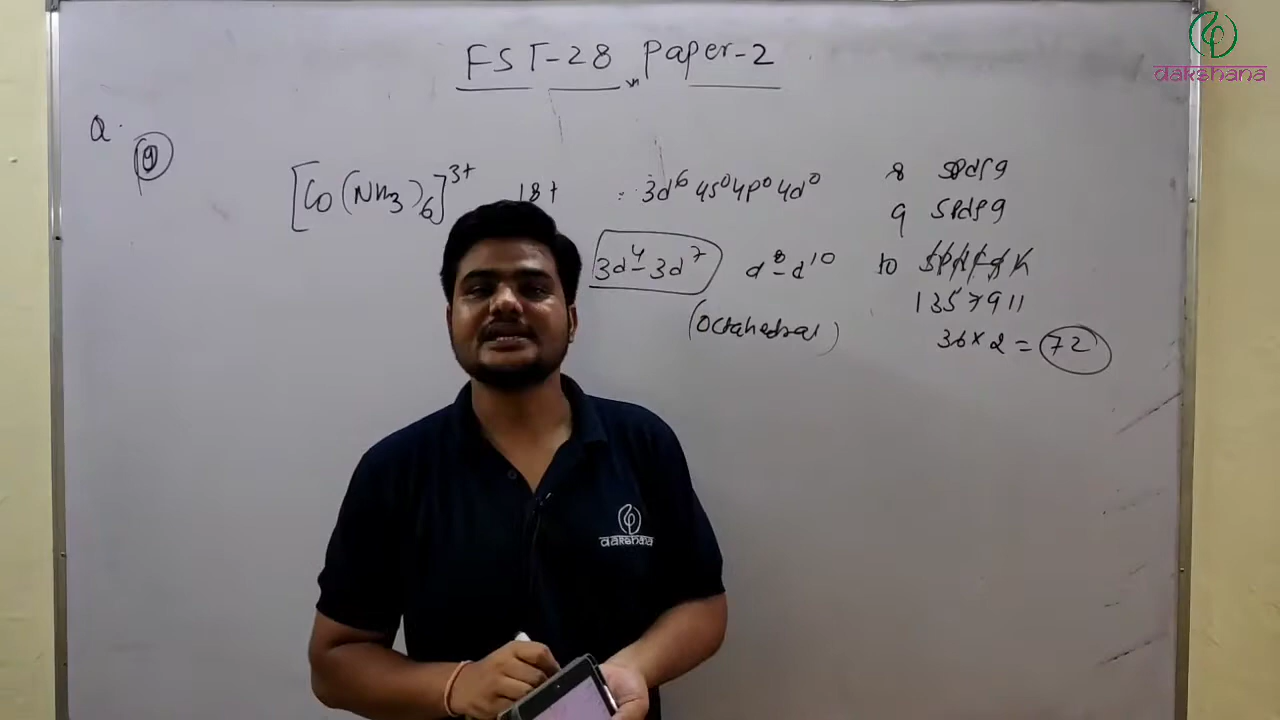 FST-28 Paper-2
dakshana
Q.
9
[Co(NH3)6]3+ 18+ : 3d6 4s0 4p0 4d0
3d4-3d7 d8-d10
(octahedral)
8 spdfg
9 spdfg
10 spdfgh
1 3 5 7 9 11
36×2 = 72
dakshana